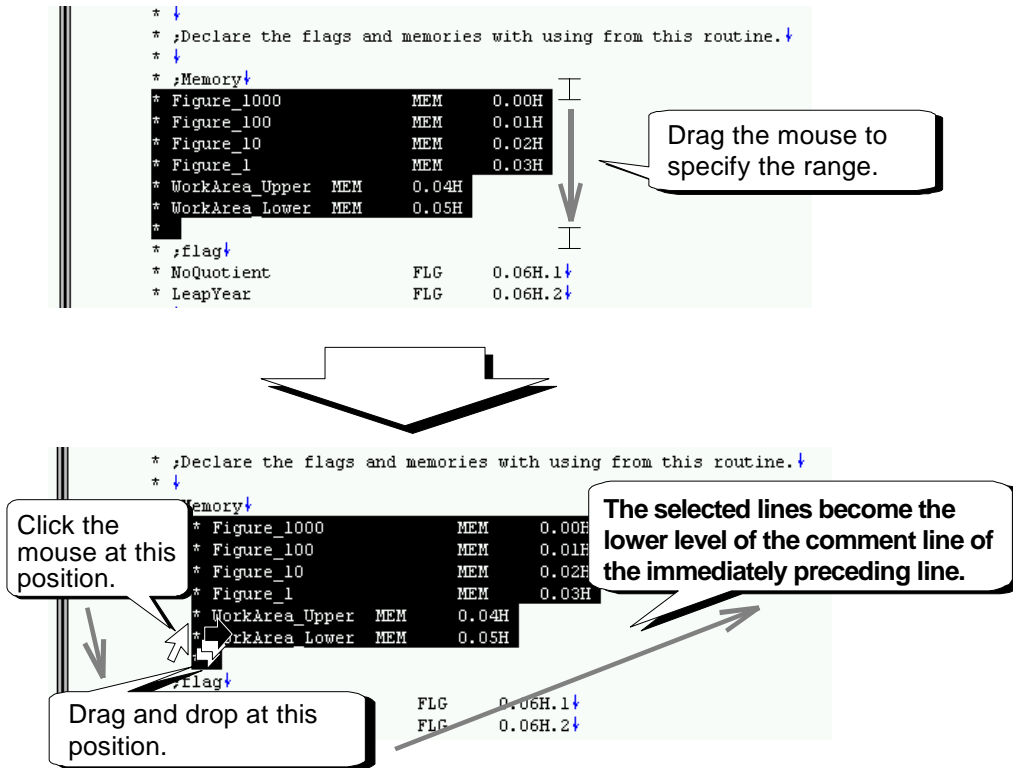 * ↓
* ;Declare the flags and memories with using from this routine.↓
* ↓
* ;Memory↓
* Figure_1000 MEM 0.00H
* Figure_100 MEM 0.01H
* Figure_10 MEM 0.02H
* Figure_1 MEM 0.03H
* WorkArea_Upper MEM 0.04H
* WorkArea_Lower MEM 0.05H
*
* ;flag↓
* NoQuotient FLG 0.06H.1↓
* LeapYear FLG 0.06H.2↓
Drag the mouse to
specify the range.
* ;Declare the flags and memories with using from this routine.↓
* ↓
emory↓
* Figure_1000 MEM 0.00H
* Figure_100 MEM 0.01H
* Figure_10 MEM 0.02H
* Figure_1 MEM 0.03H
* WorkArea_Upper MEM 0.04H
* rkArea_Lower MEM 0.05H
;flag↓
FLG 0.06H.1↓
FLG 0.06H.2↓
Click the
mouse at this
position.
The selected lines become the
lower level of the comment line of
the immediately preceding line.
Drag and drop at this
position.